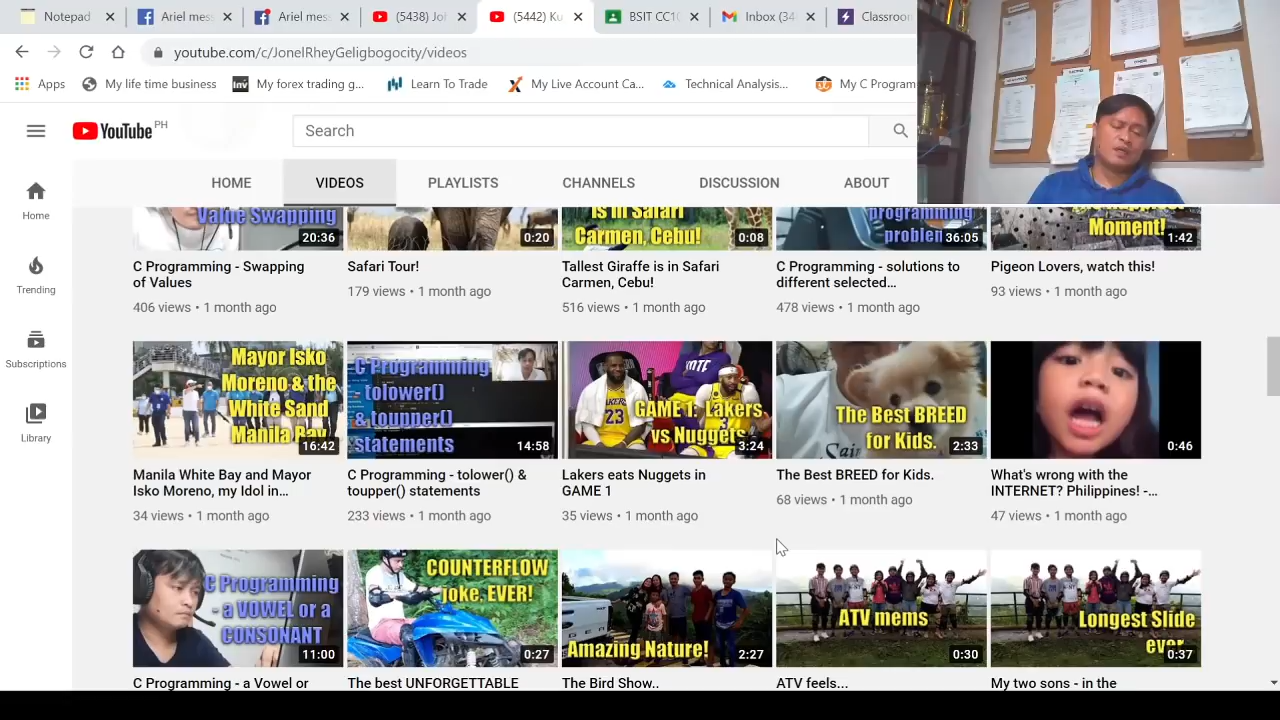 Notepad
Ariel mess
Ariel mess
(5438) Jo
(5442) Ku
BSIT CC10
Inbox (34
Classroom
youtube.com/c/JonelRheyGeligbogocity/videos
Apps
My life time busine...
My forex trading g...
Learn To Trade
My Live Account Ca...
Technical Analysis...
My C Program
YouTube PH
Search
HOME
VIDEOS
PLAYLISTS
CHANNELS
DISCUSSION
ABOUT
Home
Trending
Subscriptions
Library
Value Swapping
20:36
0:20
is in Safari
Carmen, Cebu!
0:08
programming
problem
36:05
Moment!
1:42
C Programming - Swapping
of Values
406 views • 1 month ago
Safari Tour!
179 views • 1 month ago
Tallest Giraffe is in Safari
Carmen, Cebu!
516 views • 1 month ago
C Programming - solutions to
different selected...
478 views • 1 month ago
Pigeon Lovers, watch this!
93 views • 1 month ago
Mayor Isko
Moreno & the
White Sand
Manila Bay
16:42
C Programming
- tolower()
& toupper()
statements
14:58
GAME 1: Lakers
vs Nuggets
3:24
The Best BREED
for Kids.
2:33
0:46
Manila White Bay and Mayor
Isko Moreno, my Idol in...
34 views • 1 month ago
C Programming - tolower() &
toupper() statements
233 views • 1 month ago
Lakers eats Nuggets in
GAME 1
35 views • 1 month ago
The Best BREED for Kids.
68 views • 1 month ago
What's wrong with the
INTERNET? Philippines! -...
47 views • 1 month ago
C Programming
- a VOWEL or a
CONSONANT
11:00
COUNTERFLOW
joke, EVER!
0:27
Amazing Nature!
2:27
ATV mems
0:30
Longest Slide
ever
0:37
C Programming - a Vowel or
The best UNFORGETTABLE
The Bird Show..
ATV feels...
My two sons - in the